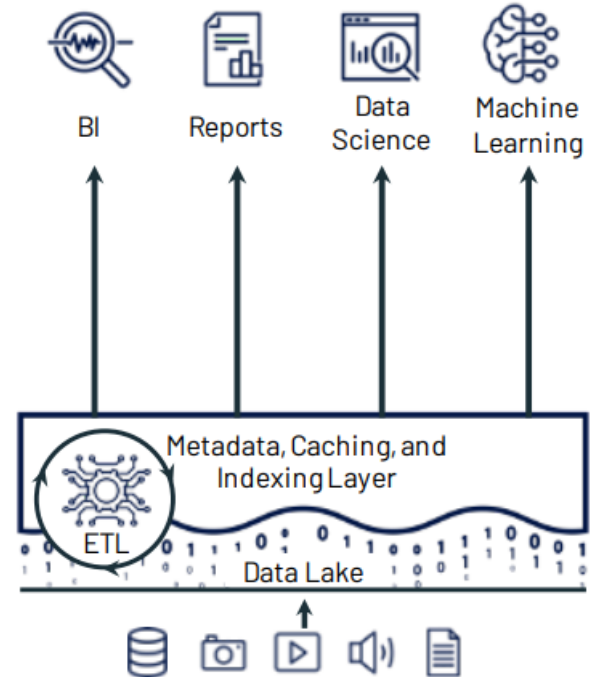 BI
Reports
Data
Science
Machine
Learning
Metadata, Caching, and
Indexing Layer
ETL
Data Lake